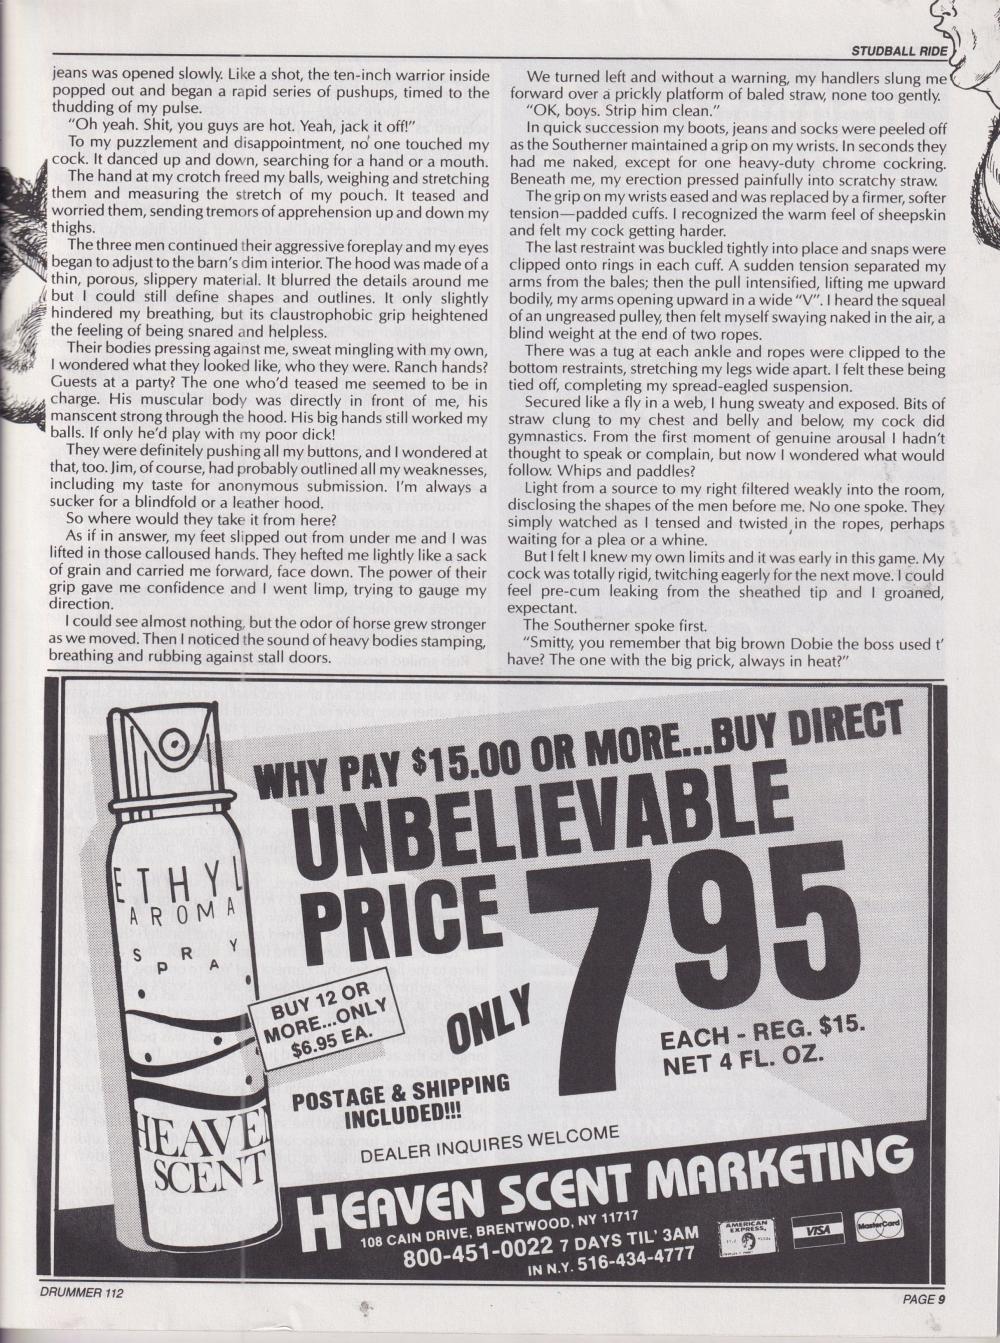 STUDBALL RIDE
jeans was opened slowly. Like a shot, the ten-inch warrior inside
popped out and began a rapid series of pushups, timed to the
thudding of my pulse.
"Oh yeah. Shit, you guys are hot. Yeah, jack it off!"
To my puzzlement and disappointment, no one touched my
cock. It danced up and down, searching for a hand or a mouth.
The hand at my crotch freed my balls, weighing and stretching
them and measuring the stretch of my pouch. It teased and
worried them, sending tremors of apprehension up and down my
thighs.
The three men continued their aggressive foreplay and my eyes
began to adjust to the barn's dim interior. The hood was made of a
thin, porous, slippery material. It blurred the details around me
but I could still define shapes and outlines. It only slightly
hindered my breathing, but its claustrophobic grip heightened
the feeling of being snared and helpless.
Their bodies pressing against me, sweat mingling with my own,
I wondered what they looked like, who they were. Ranch hands?
Guests at a party? The one who'd teased me seemed to be in
charge. His muscular body was directly in front of me, his
manscent strong through the hood. His big hands still worked my
balls. If only he'd play with my poor dick!
They were definitely pushing all my buttons, and I wondered at
that, too. Jim, of course, had probably outlined all my weaknesses,
including my taste for anonymous submission. I'm always a
sucker for a blindfold or a leather hood.
So where would they take it from here?
As if in answer, my feet slipped out from under me and I was
lifted in those calloused hands. They hefted me lightly like a sack
of grain and carried me forward, face down. The power of their
grip gave me confidence and I went limp, trying to gauge my
direction.
I could see almost nothing, but the odor of horse grew stronger
as we moved. Then I noticed the sound of heavy bodies stamping,
breathing and rubbing against stall doors.
We turned left and without a warning, my handlers slung me
forward over a prickly platform of baled straw, none too gently.
"OK, boys. Strip him clean."
In quick succession my boots, jeans and socks were peeled off
as the Southerner maintained a grip on my wrists. In seconds they
had me naked, except for one heavy-duty chrome cockring.
Beneath me, my erection pressed painfully into scratchy straw.
The grip on my wrists eased and was replaced by a firmer, softer
tension—padded cuffs. I recognized the warm feel of sheepskin
and felt my cock getting harder.
The last restraint was buckled tightly into place and snaps were
clipped onto rings in each cuff. A sudden tension separated my
arms from the bales; then the pull intensified, lifting me upward
bodily, my arms opening upward in a wide "V". I heard the squeal
of an ungreased pulley, then felt myself swaying naked in the air, a
blind weight at the end of two ropes.
There was a tug at each ankle and ropes were clipped to the
bottom restraints, stretching my legs wide apart. I felt these being
tied off, completing my spread-eagled suspension.
Secured like a fly in a web, I hung sweaty and exposed. Bits of
straw clung to my chest and belly and below, my cock did
gymnastics. From the first moment of genuine arousal I hadn't
thought to speak or complain, but now I wondered what would
follow. Whips and paddles?
Light from a source to my right filtered weakly into the room,
disclosing the shapes of the men before me. No one spoke. They
simply watched as I tensed and twisted in the ropes, perhaps
waiting for a plea or a whine.
But I felt I knew my own limits and it was early in this game. My
cock was totally rigid, twitching eagerly for the next move. I could
feel pre-cum leaking from the sheathed tip and I groaned,
expectant.
The Southerner spoke first.
"Smitty, you remember that big brown Dobie the boss used t'
have? The one with the big prick, always in heat?"
WHY PAY $15.00 OR MORE...BUY DIRECT
UNBELIEVABLE
PRICE
ONLY
795
EACH - REG. $15.
NET 4 FL. OZ.
ETHYL
AROMA
SPRAY
HEAVEN
SCENT
BUY 12 OR
MORE...ONLY
$6.95 EA.
POSTAGE & SHIPPING
INCLUDED!!!
DEALER INQUIRES WELCOME
HEAVEN SCENT MARKETING
108 CAIN DRIVE, BRENTWOOD, NY 11717
800-451-0022 7 DAYS TIL' 3AM
IN N.Y. 516-434-4777
AMERICAN
EXPRESS
VISA
MasterCard
DRUMMER 112
PAGE 9